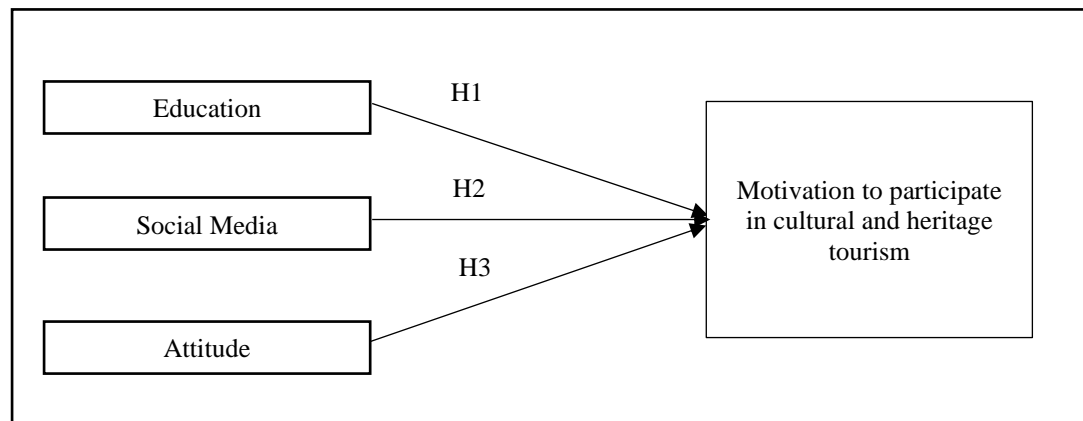 Education
H1
Social Media
H2
Attitude
H3
Motivation to participate
in cultural and heritage
tourism